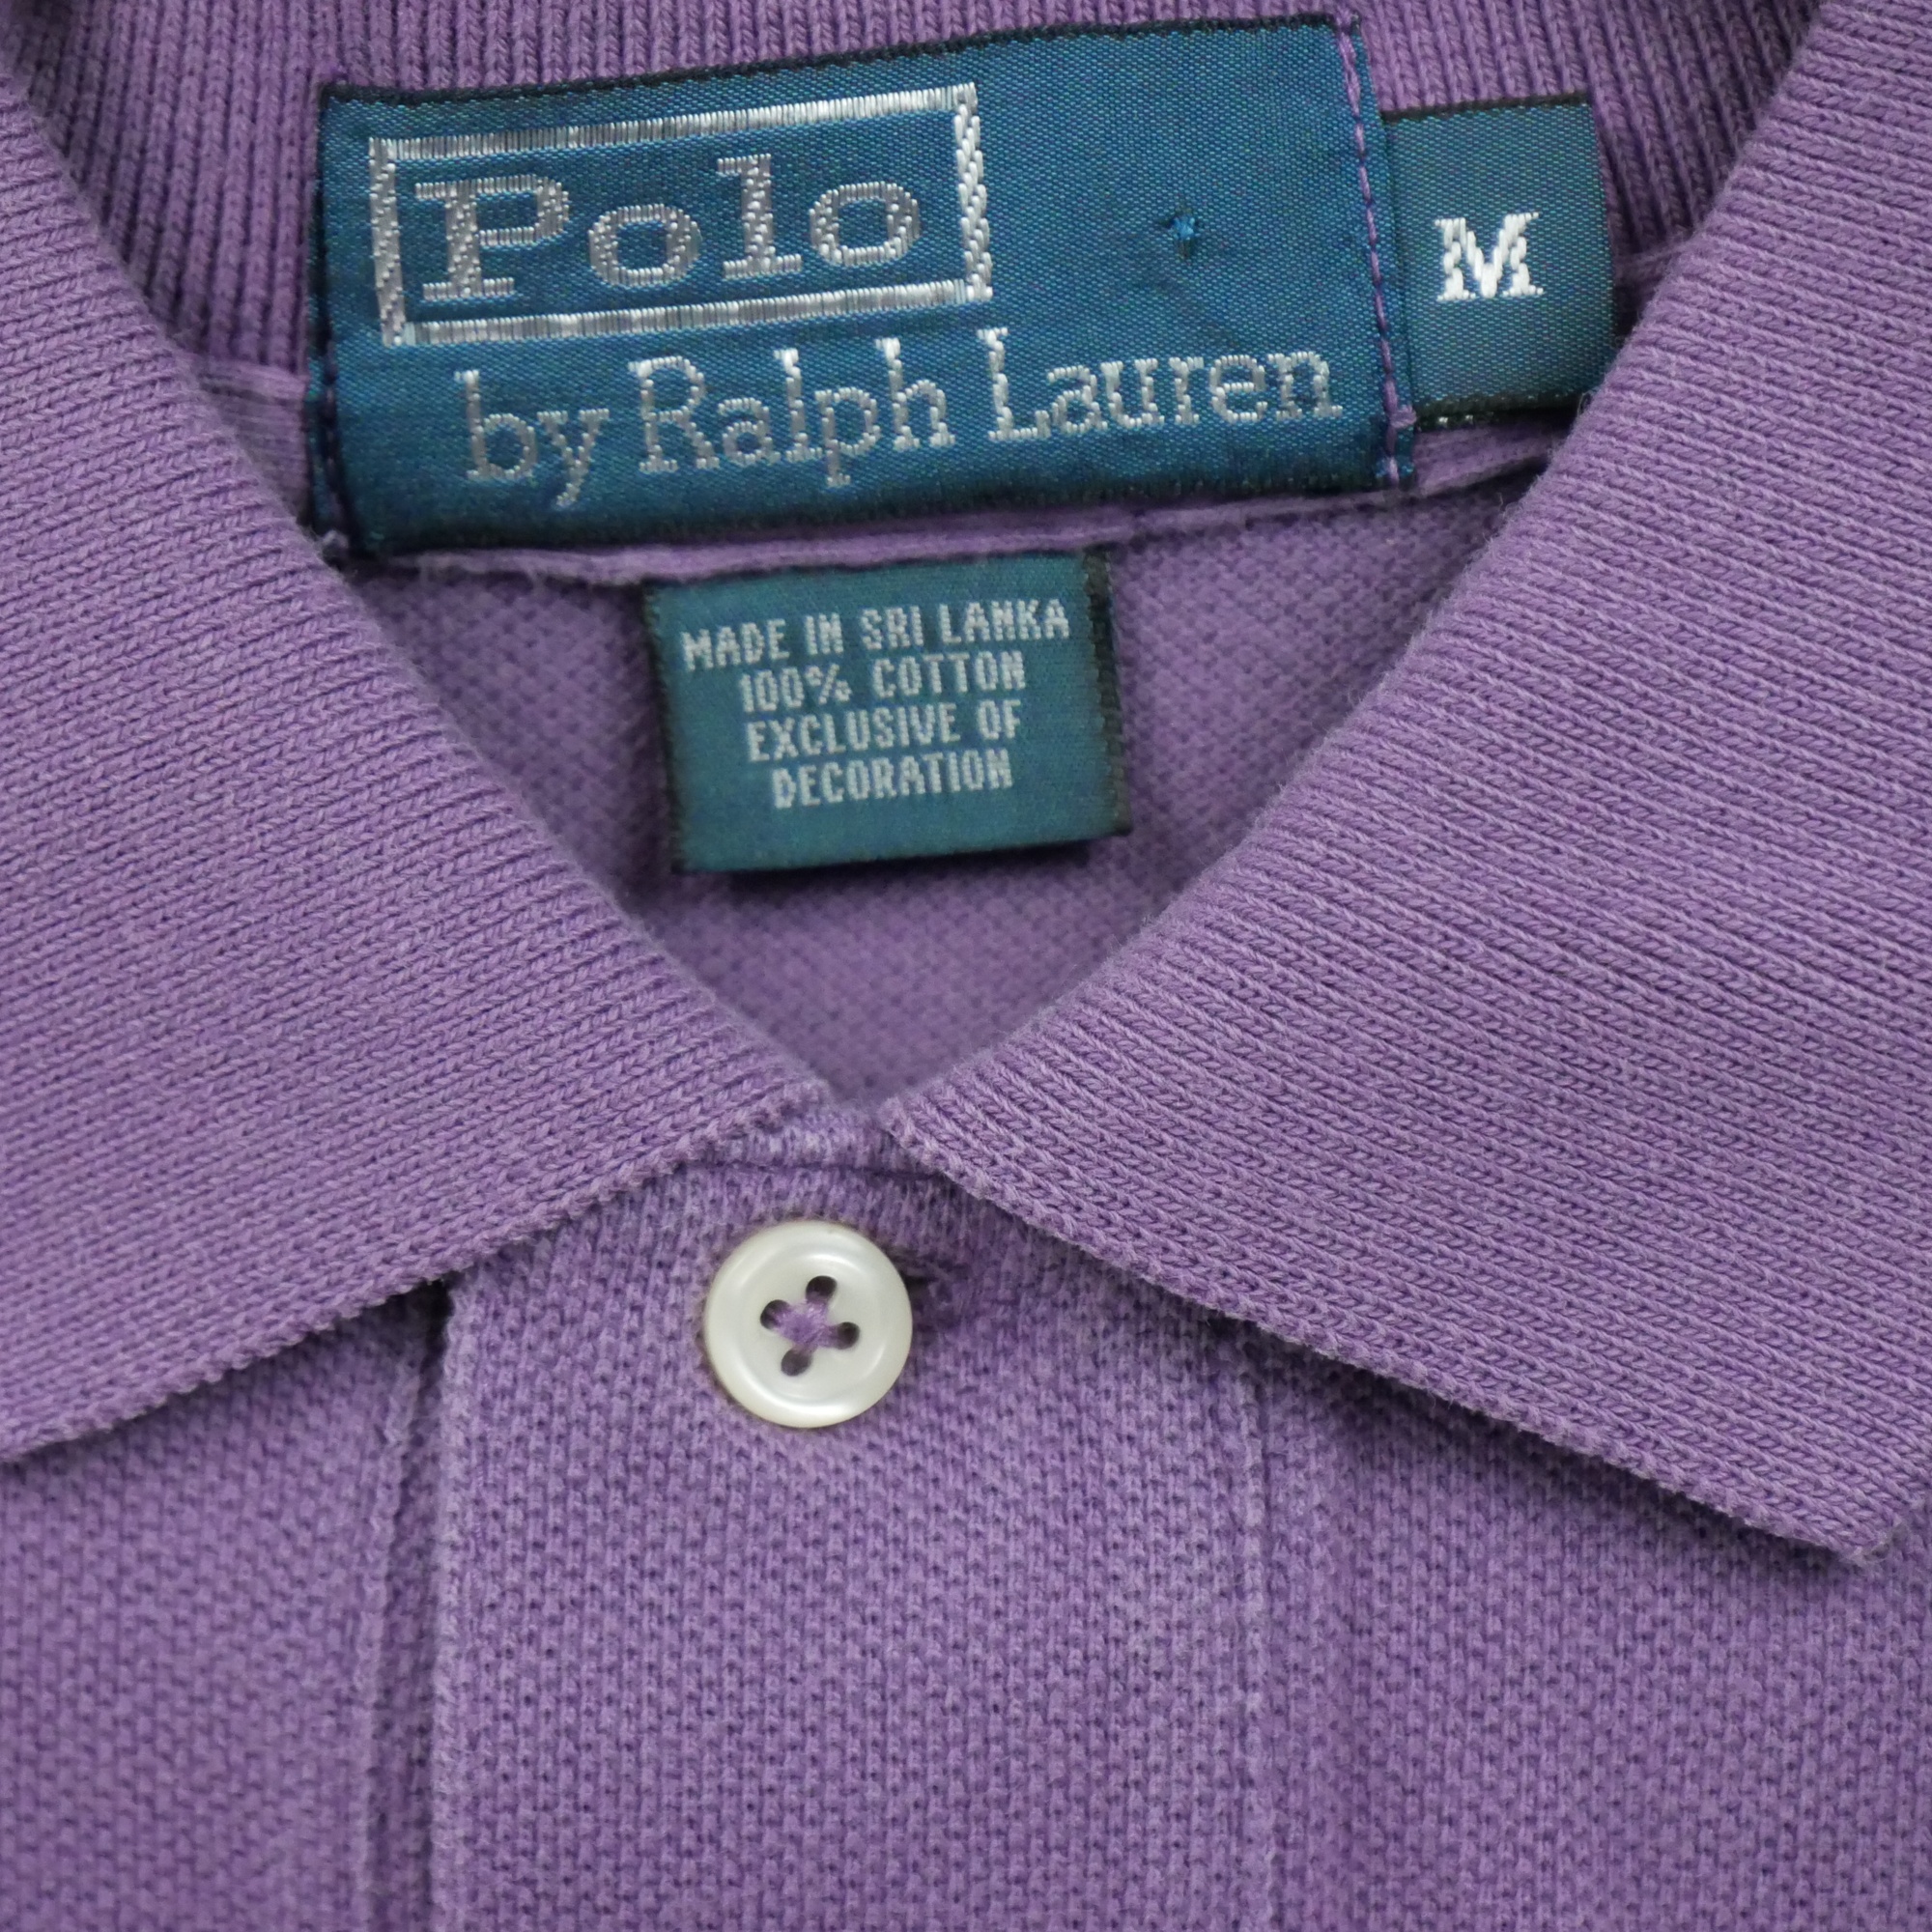 Polo
by Ralph Lauren
M
MADE IN SRI LANKA
100% COTTON
EXCLUSIVE OF
DECORATION